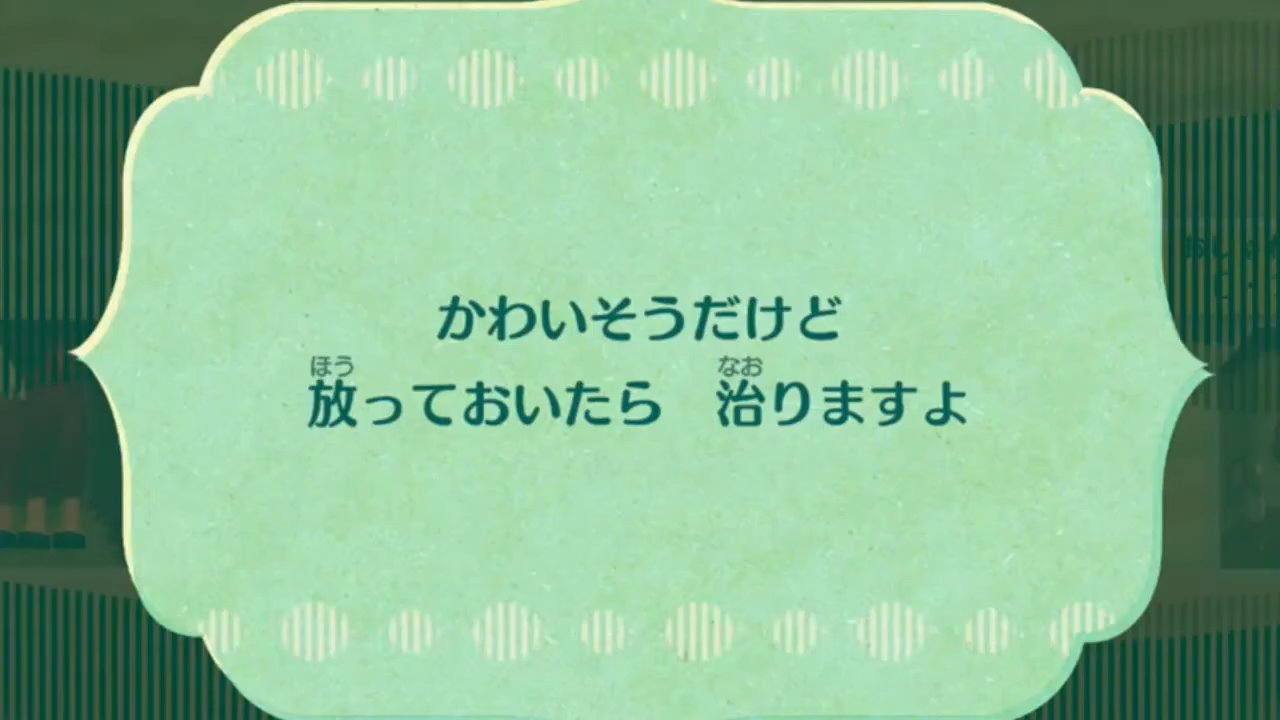 かわいそうだけど
放っておいたら　治りますよ